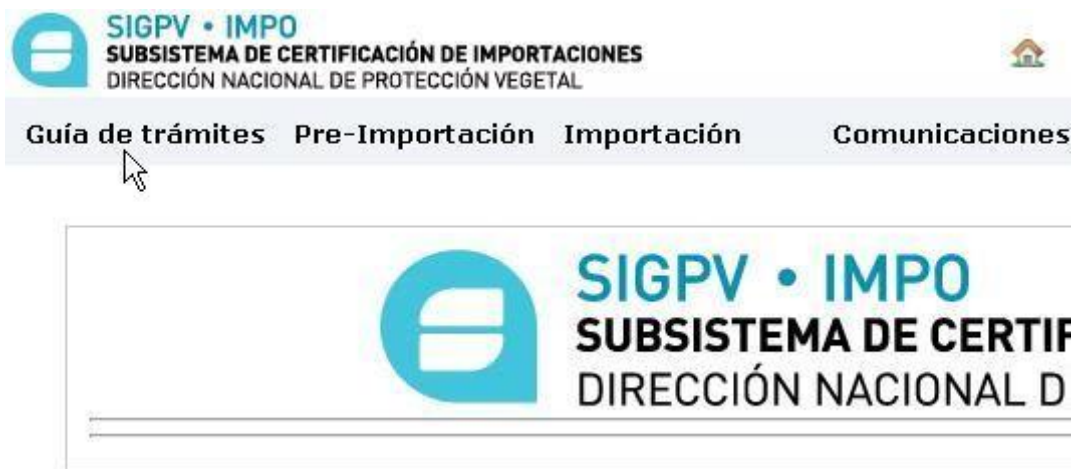 SIGPV • IMPO
SUBSISTEMA DE CERTIFICACIÓN DE IMPORTACIONES
DIRECCIÓN NACIONAL DE PROTECCIÓN VEGETAL
Guía de trámites Pre-Importación Importación Comunicaciones
SIGPV • IMPO
SUBSISTEMA DE CERTIF
DIRECCIÓN NACIONAL D